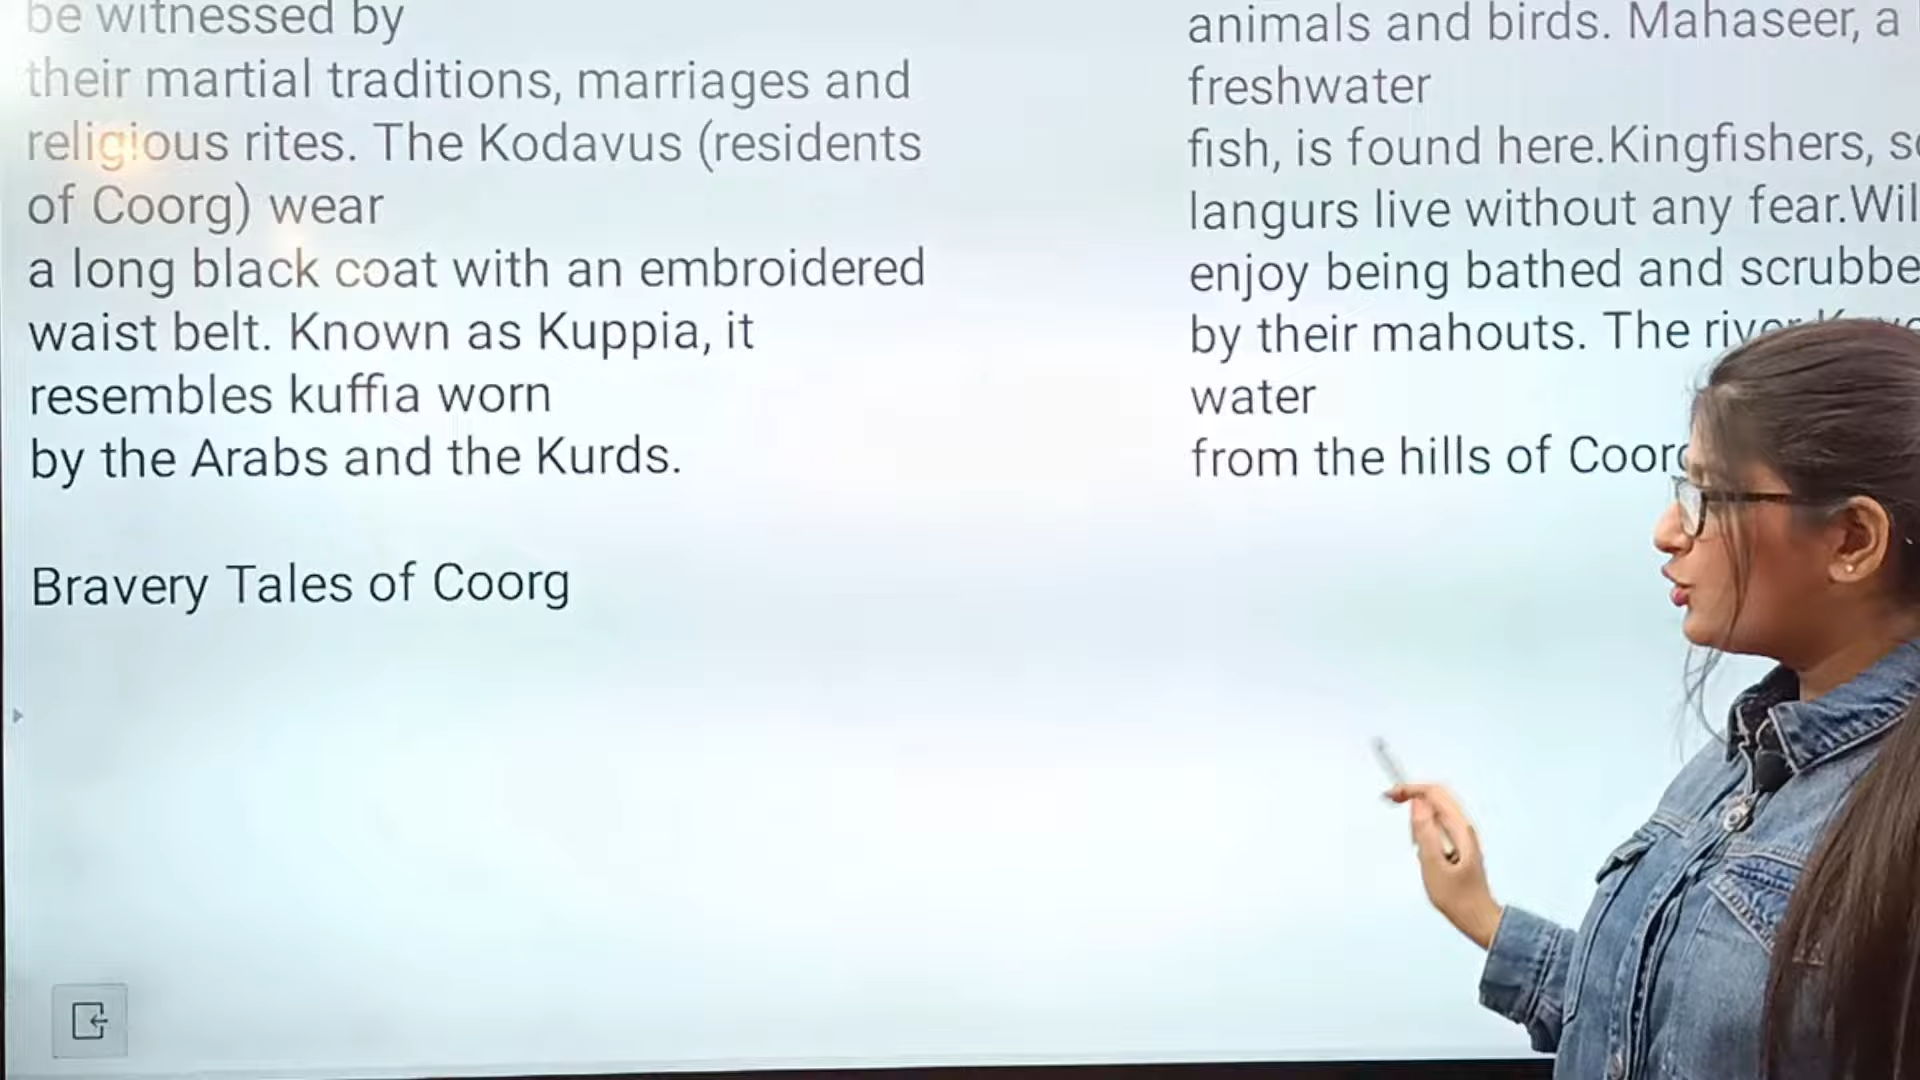 be witnessed by
their martial traditions, marriages and
religious rites. The Kodavus (residents
of Coorg) wear
a long black coat with an embroidered
waist belt. Known as Kuppia, it
resembles kuffia worn
by the Arabs and the Kurds.
Bravery Tales of Coorg
animals and birds. Mahaseer, a
freshwater
fish, is found here.Kingfishers,
langurs live without any fear.
enjoy being bathed and
by their mahouts. The
water
from the hills of